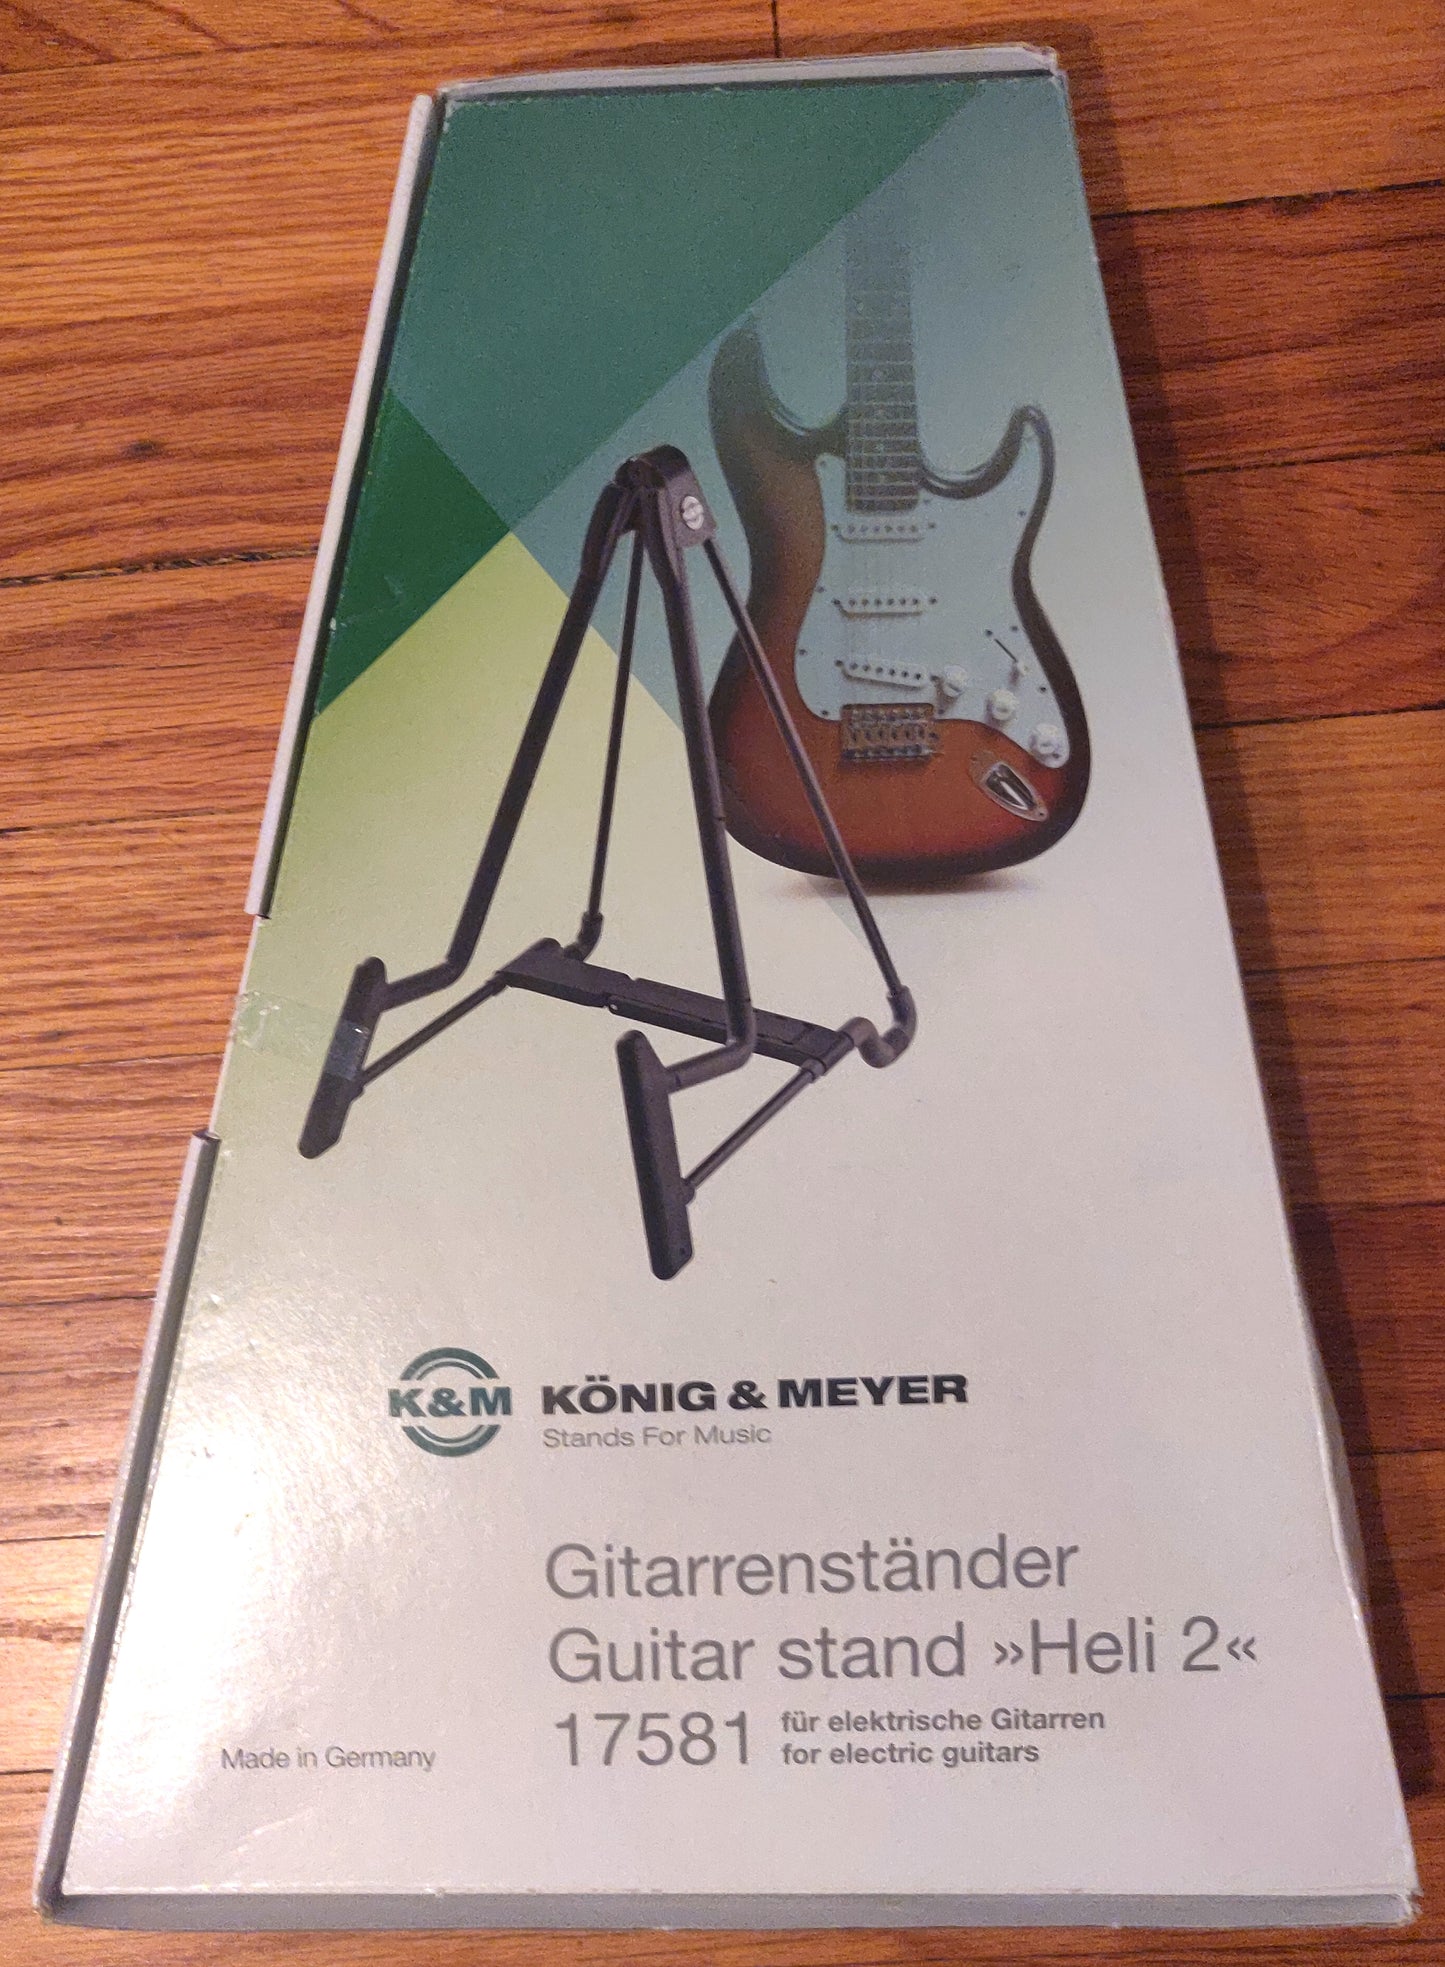 K&M KÖNIG & MEYER
Stands For Music
Gitarrenständer
Guitar stand »Heli 2«
17581
für elektrische Gitarren
for electric guitars
Made in Germany